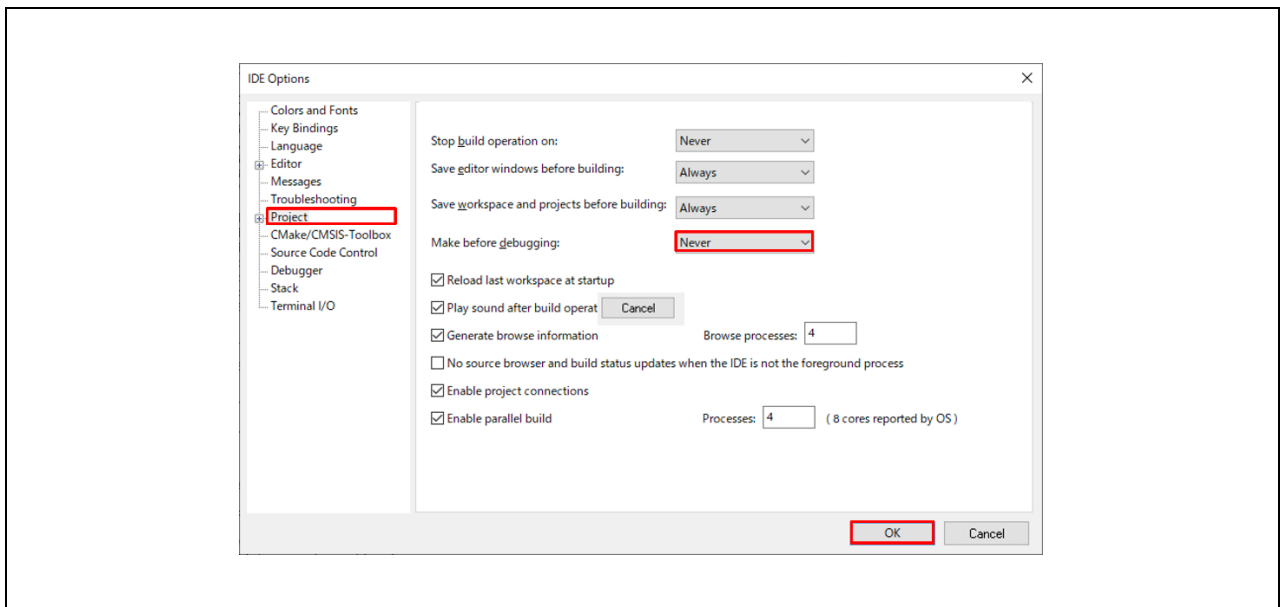 IDE Options
Colors and Fonts
Key Bindings
Language
Editor
Messages
Troubleshooting
Project
CMake/CMSIS-Toolbox
Source Code Control
Debugger
Stack
Terminal I/O
Stop build operation on: Never
Save editor windows before building: Always
Save workspace and projects before building: Always
Make before debugging: Never
Reload last workspace at startup
Play sound after build operat Cancel
Generate browse information Browse processes: 4
No source browser and build status updates when the IDE is not the foreground process
Enable project connections
Enable parallel build Processes: 4 ( 8 cores reported by OS )
OK Cancel